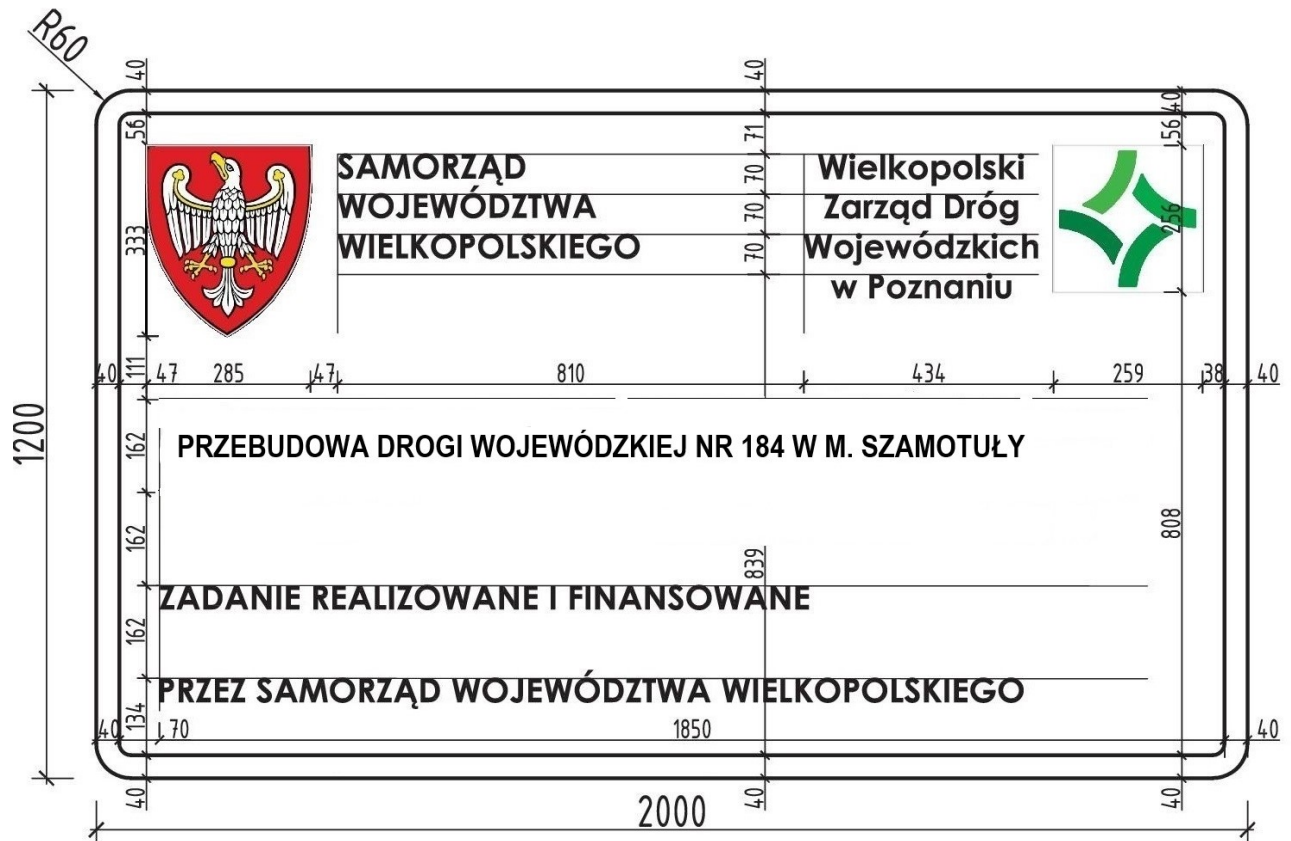 R60
40 40
56 71 56 40
SAMORZĄD
WOJEWÓDZTWA
WIELKOPOLSKIEGO
70
70
70
70
Wielkopolski
Zarząd Dróg
Wojewódzkich
w Poznaniu
333 256
40 111 47 285 47 810 434 259 38 40
1200
162
PRZEBUDOWA DROGI WOJEWÓDZKIEJ NR 184 W M. SZAMOTUŁY
162 839 808
ZADANIE REALIZOWANE I FINANSOWANE
162
PRZEZ SAMORZĄD WOJEWÓDZTWA WIELKOPOLSKIEGO
40 134 70 1850 40
40 40 40
2000